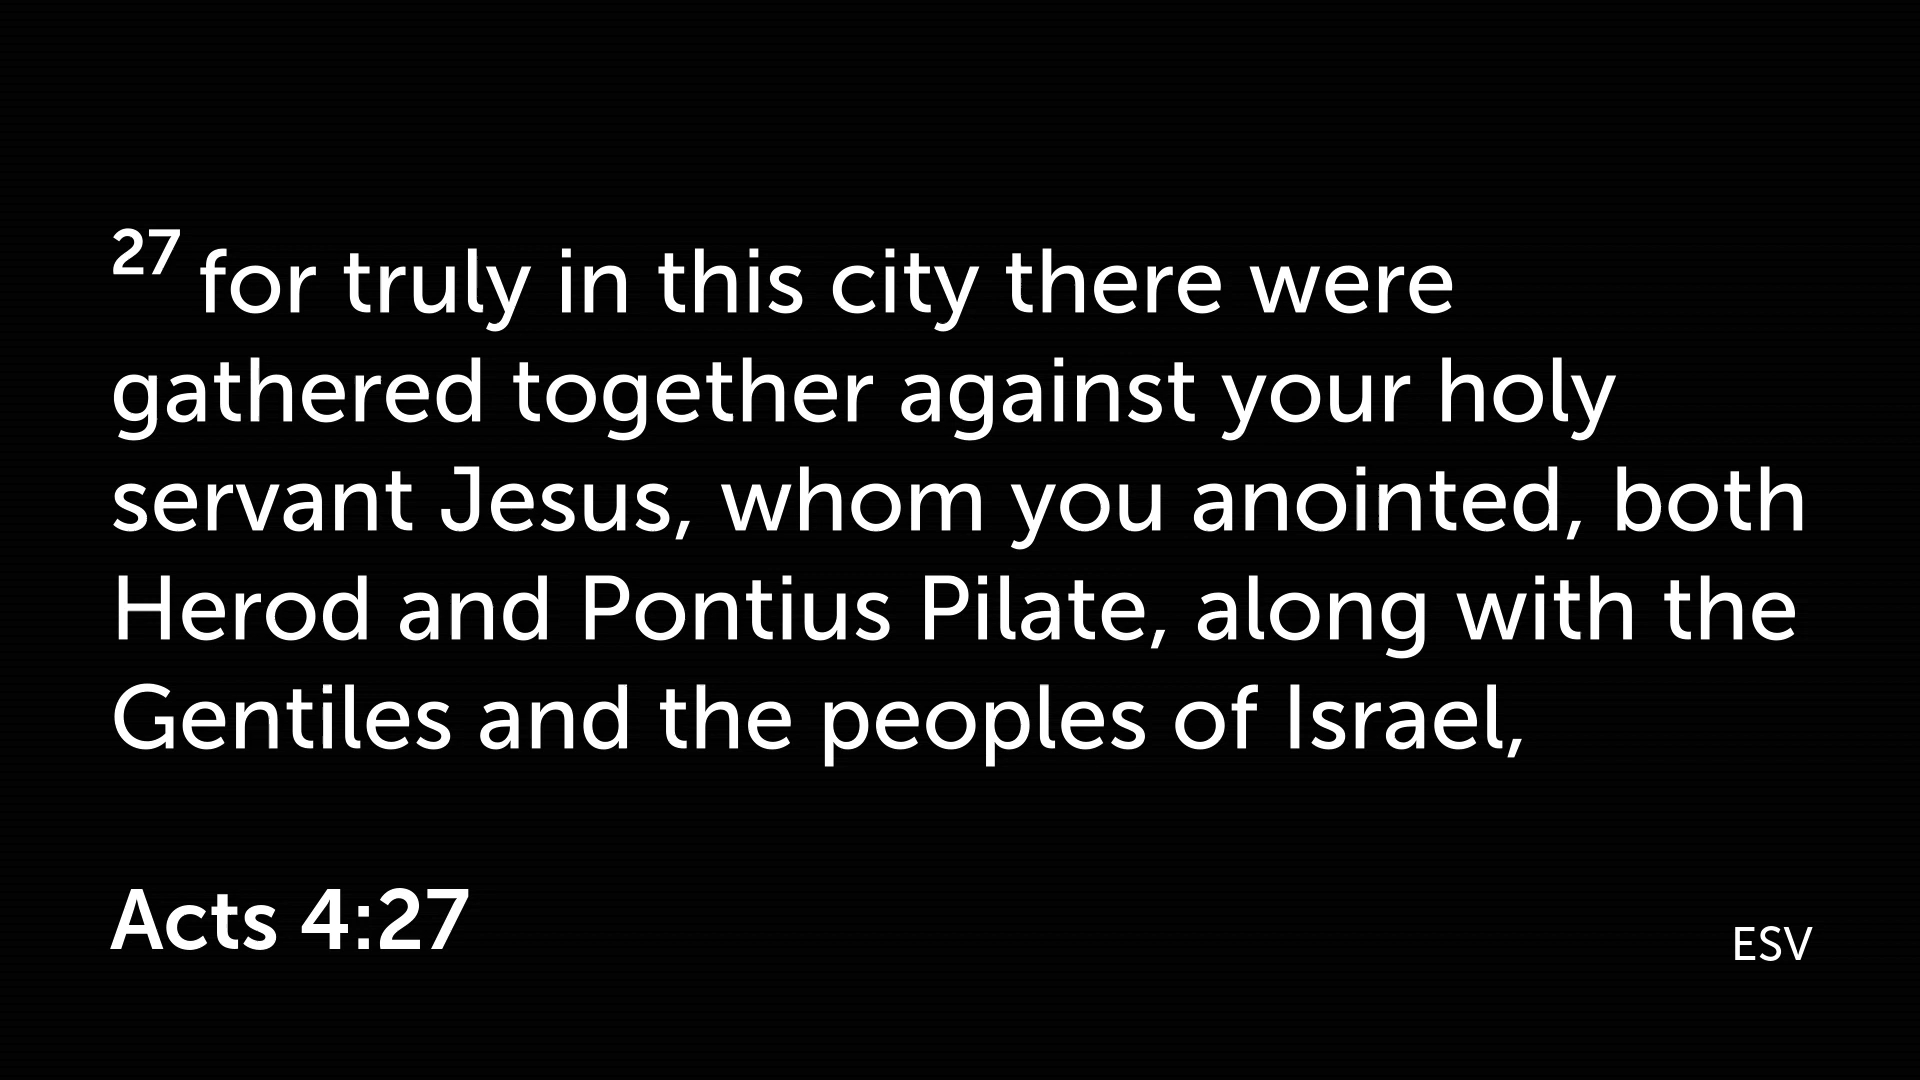 27 for truly in this city there were
gathered together against your holy
servant Jesus, whom you anointed, both
Herod and Pontius Pilate, along with the
Gentiles and the peoples of Israel,
Acts 4:27
ESV